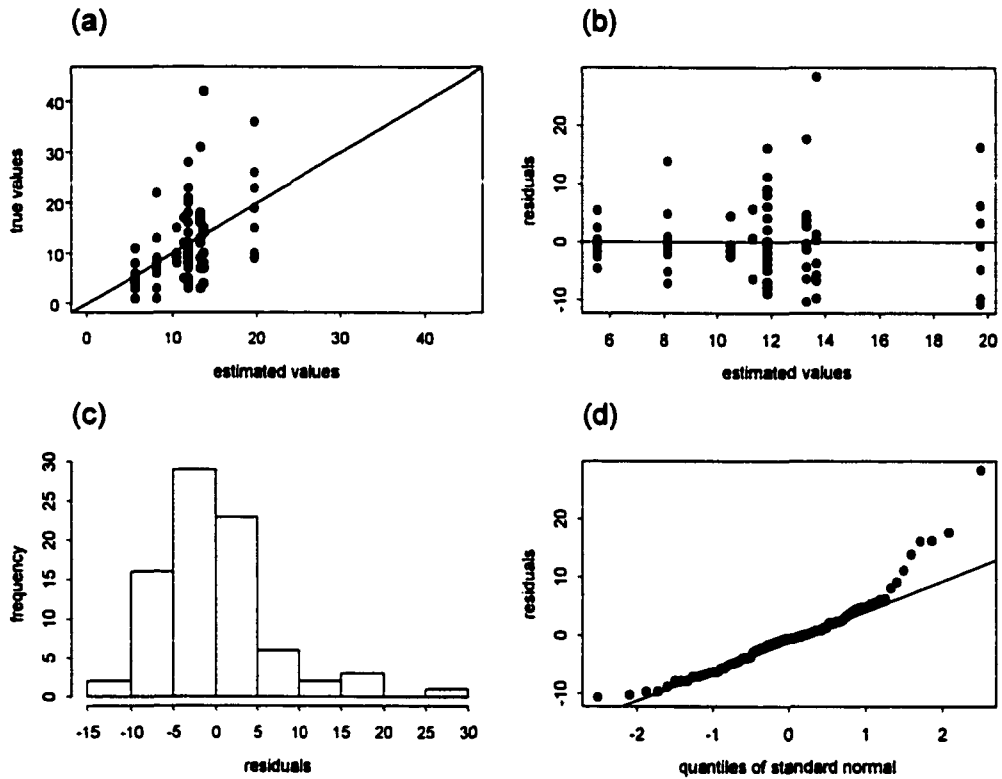 (a)
true values
40
30
20
10
0
0 10 20 30 40
estimated values
(b)
residuals
20
10
0
-10
6 8 10 12 14 16 18 20
estimated values
(c)
frequency
30
25
20
15
10
5
0
-15 -10 -5 0 5 10 15 20 25 30
residuals
(d)
residuals
20
10
0
-10
-2 -1 0 1 2
quantiles of standard normal